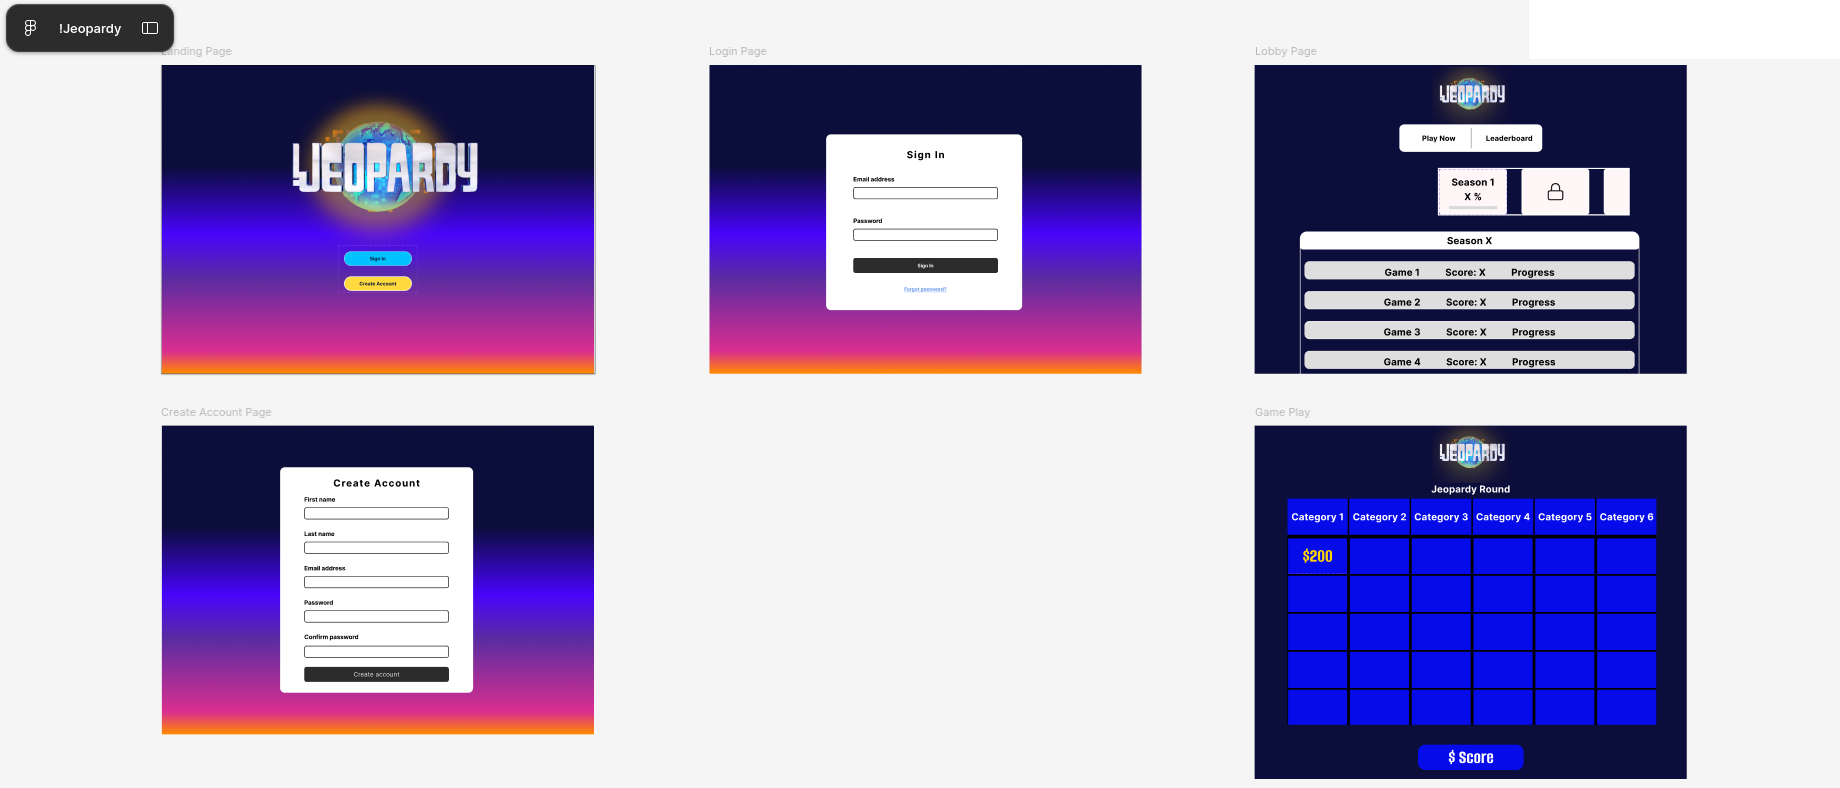 !Jeopardy
Landing Page
Login Page
Lobby Page
!JEOPARDY
Sign In
Create Account
Sign In
Email address
Password
Sign In
Forgot password?
!JEOPARDY
Play Now
Leaderboard
Season 1
X %
Season X
Game 1 Score: X Progress
Game 2 Score: X Progress
Game 3 Score: X Progress
Game 4 Score: X Progress
Create Account Page
Game Play
Create Account
First name
Last name
Email address
Password
Confirm password
Create account
!JEOPARDY
Jeopardy Round
Category 1 Category 2 Category 3 Category 4 Category 5 Category 6
$200
$ Score